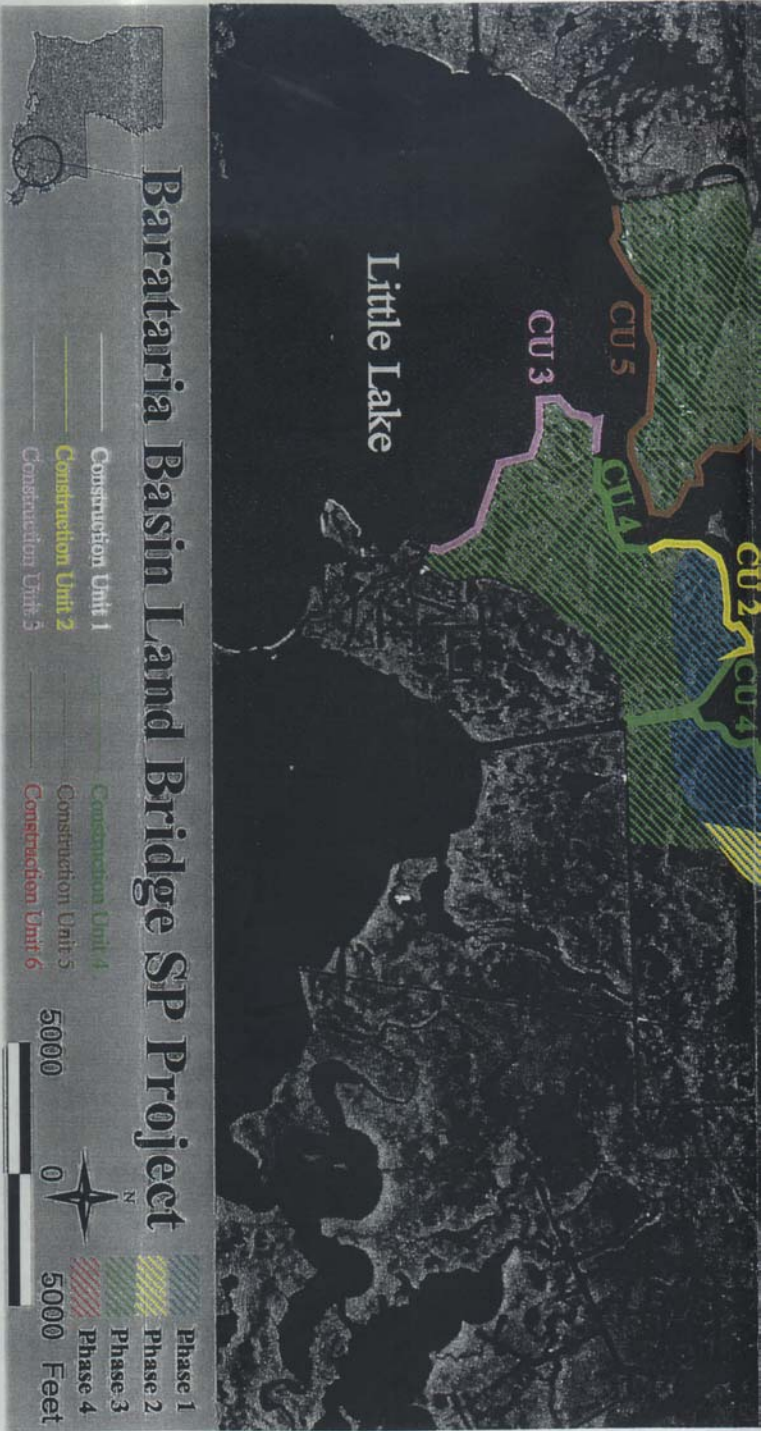 CU 2
CU 4
CU 5
CU 4
CU 3
Little Lake
Barataria Basin Land Bridge SP Project
Construction Unit 1
Construction Unit 2
Construction Unit 3
Construction Unit 4
Construction Unit 5
Construction Unit 6
N
5000 0 5000 Feet
Phase 1
Phase 2
Phase 3
Phase 4